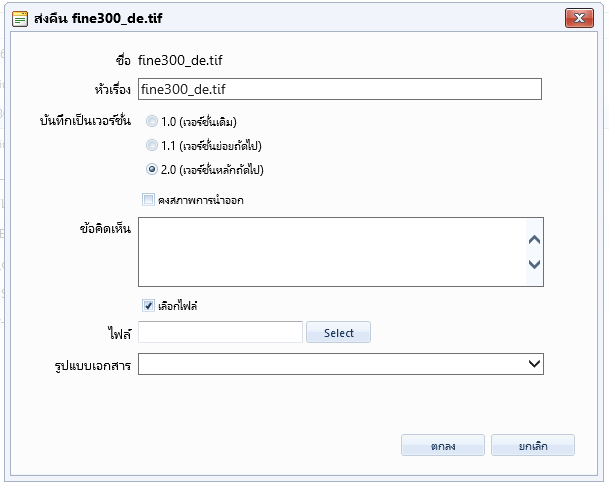 ส่งคืน fine300_de.tif
ชื่อ fine300_de.tif
หัวเรื่อง fine300_de.tif
บันทึกเป็นเวอร์ชั่น 1.0 (เวอร์ชั่นเดิม)
1.1 (เวอร์ชั่นย่อยถัดไป)
2.0 (เวอร์ชั่นหลักถัดไป)
คงสภาพการนำออก
ข้อคิดเห็น
เลือกไฟล์
ไฟล์ Select
รูปแบบเอกสาร
ตกลง ยกเลิก